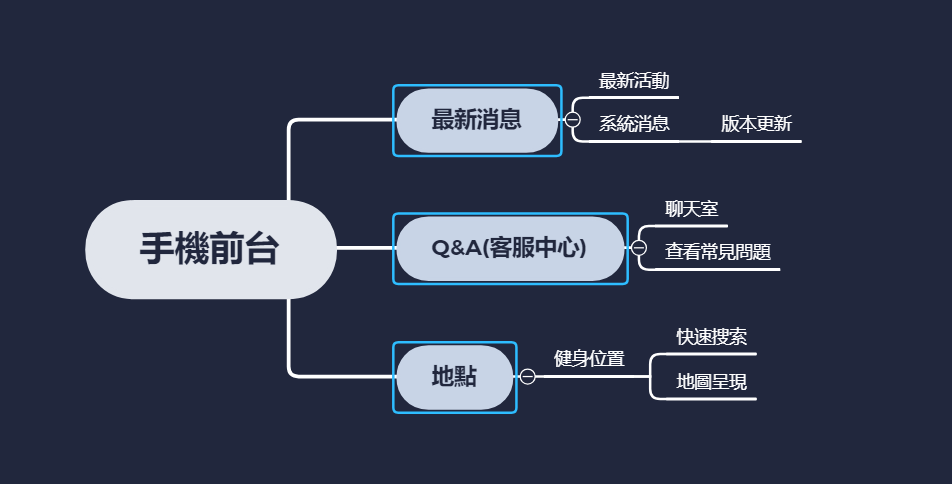 手機前台
最新消息
最新活動
系統消息
版本更新
Q&A(客服中心)
聊天室
查看常見問題
地點
健身位置
快速搜索
地圖呈現